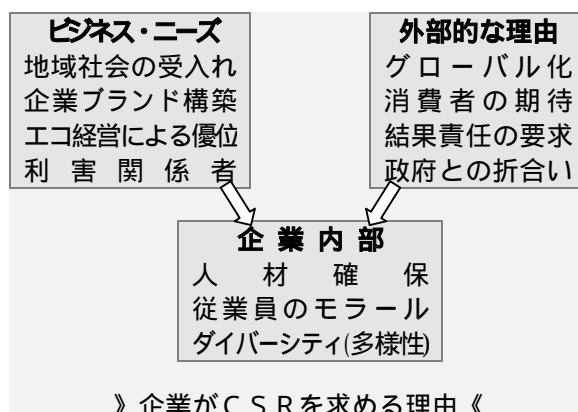 ビジネス・ニーズ
地域社会の受入れ
企業ブランド構築
エコ経営による優位
利害関係者
外部的な理由
グローバル化
消費者の期待
結果責任の要求
政府との折合い
企業内部
人材確保
従業員のモラール
ダイバーシティ(多様性)
》企業がCSRを求める理由《